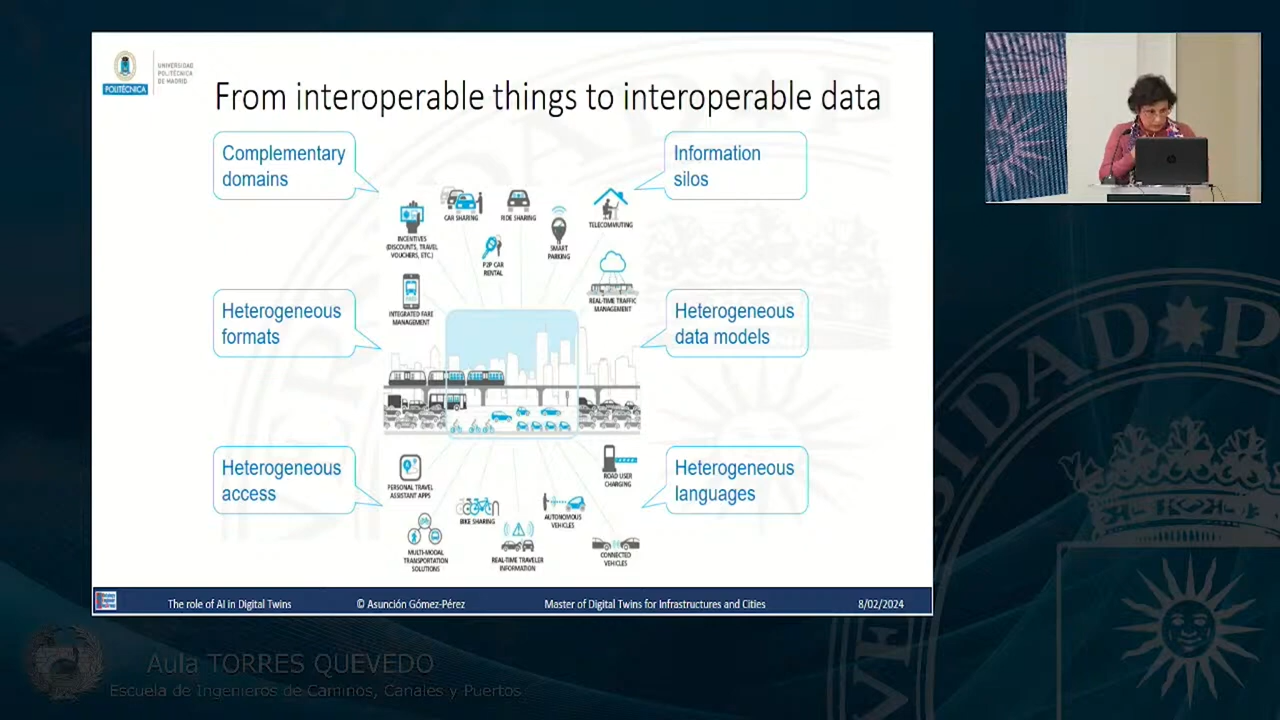 POLITÉCNICA
UNIVERSIDAD
POLITÉCNICA
DE MADRID
From interoperable things to interoperable data
Complementary
domains
Information
silos
INCENTIVES
(DISCOUNTS, TRAVEL
VOUCHERS, ETC.)
CAR SHARING
P2P CAR
RENTAL
RIDE SHARING
SMART
PARKING
TELECOMMUTING
Heterogeneous
formats
INTEGRATED FARE
MANAGEMENT
REAL-TIME TRAFFIC
MANAGEMENT
Heterogeneous
data models
Heterogeneous
access
PERSONAL TRAVEL
ASSISTANT APPS
BIKE SHARING
AUTONOMOUS
VEHICLES
ROAD USER
CHARGING
Heterogeneous
languages
MULTI-MODAL
TRANSPORTATION
SOLUTIONS
REAL-TIME TRAVELER
INFORMATION
CONNECTED
VEHICLES
The role of AI in Digital Twins
© Asunción Gómez-Pérez
Master of Digital Twins for Infrastructures and Cities
8/02/2024
Aula TORRES QUEVEDO
Escuela de Ingenieros de Caminos, Canales y Puertos